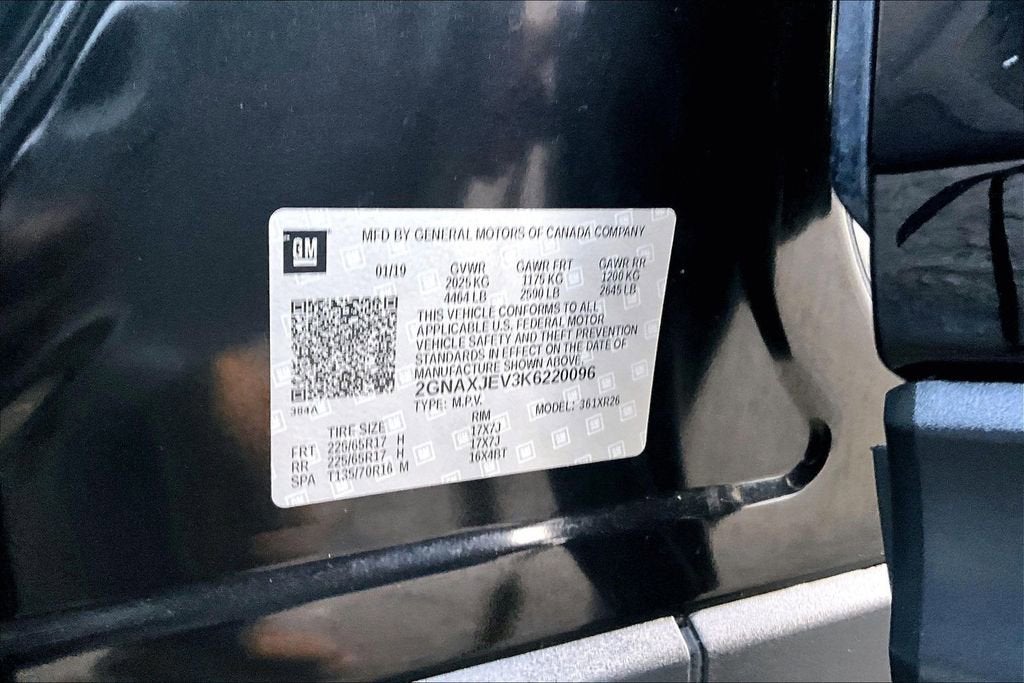 GM
MFD BY GENERAL MOTORS OF CANADA COMPANY
01/19 GVWR GAWR FRT GAWR RR
2025 KG 1175 KG 1200 KG
4464 LB 2590 LB 2645 LB
THIS VEHICLE CONFORMS TO ALL
APPLICABLE U.S. FEDERAL MOTOR
VEHICLE SAFETY AND THEFT PREVENTION
STANDARDS IN EFFECT ON THE DATE OF
MANUFACTURE SHOWN ABOVE.
2GNAXJEV3K6220096
384A TYPE: M.P.V. MODEL: 361XR26
TIRE SIZE RIM
FRT 225/65R17 H 17X7J
RR 225/65R17 H 17X7J
SPA T135/70R16 M 16X4BT